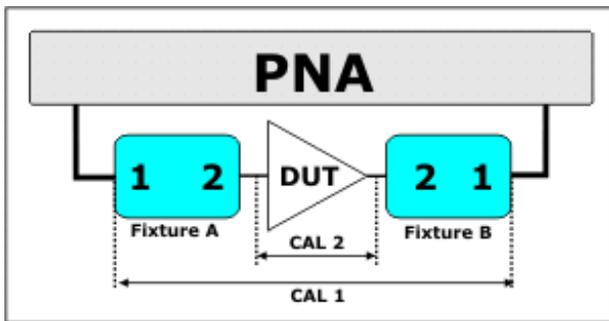 PNA
1 2 DUT 2 1
Fixture A Fixture B
CAL 2
CAL 1